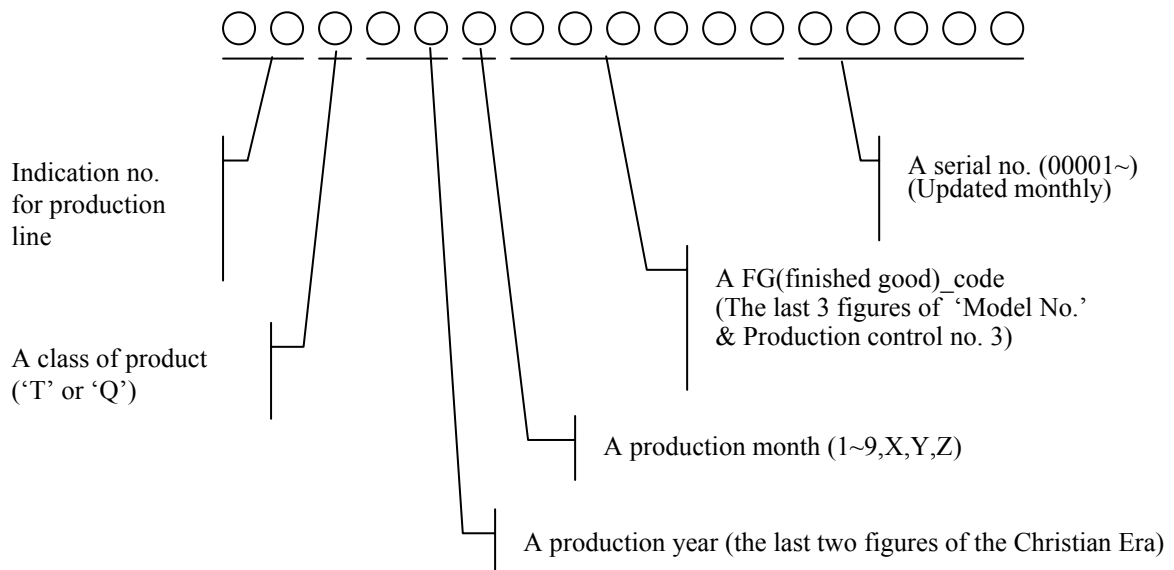 Indication no.
for production
line
A serial no. (00001~)
(Updated monthly)
A FG(finished good)_code
(The last 3 figures of ‘Model No.’
& Production control no. 3)
A class of product
(‘T’ or ‘Q’)
A production month (1~9,X,Y,Z)
A production year (the last two figures of the Christian Era)